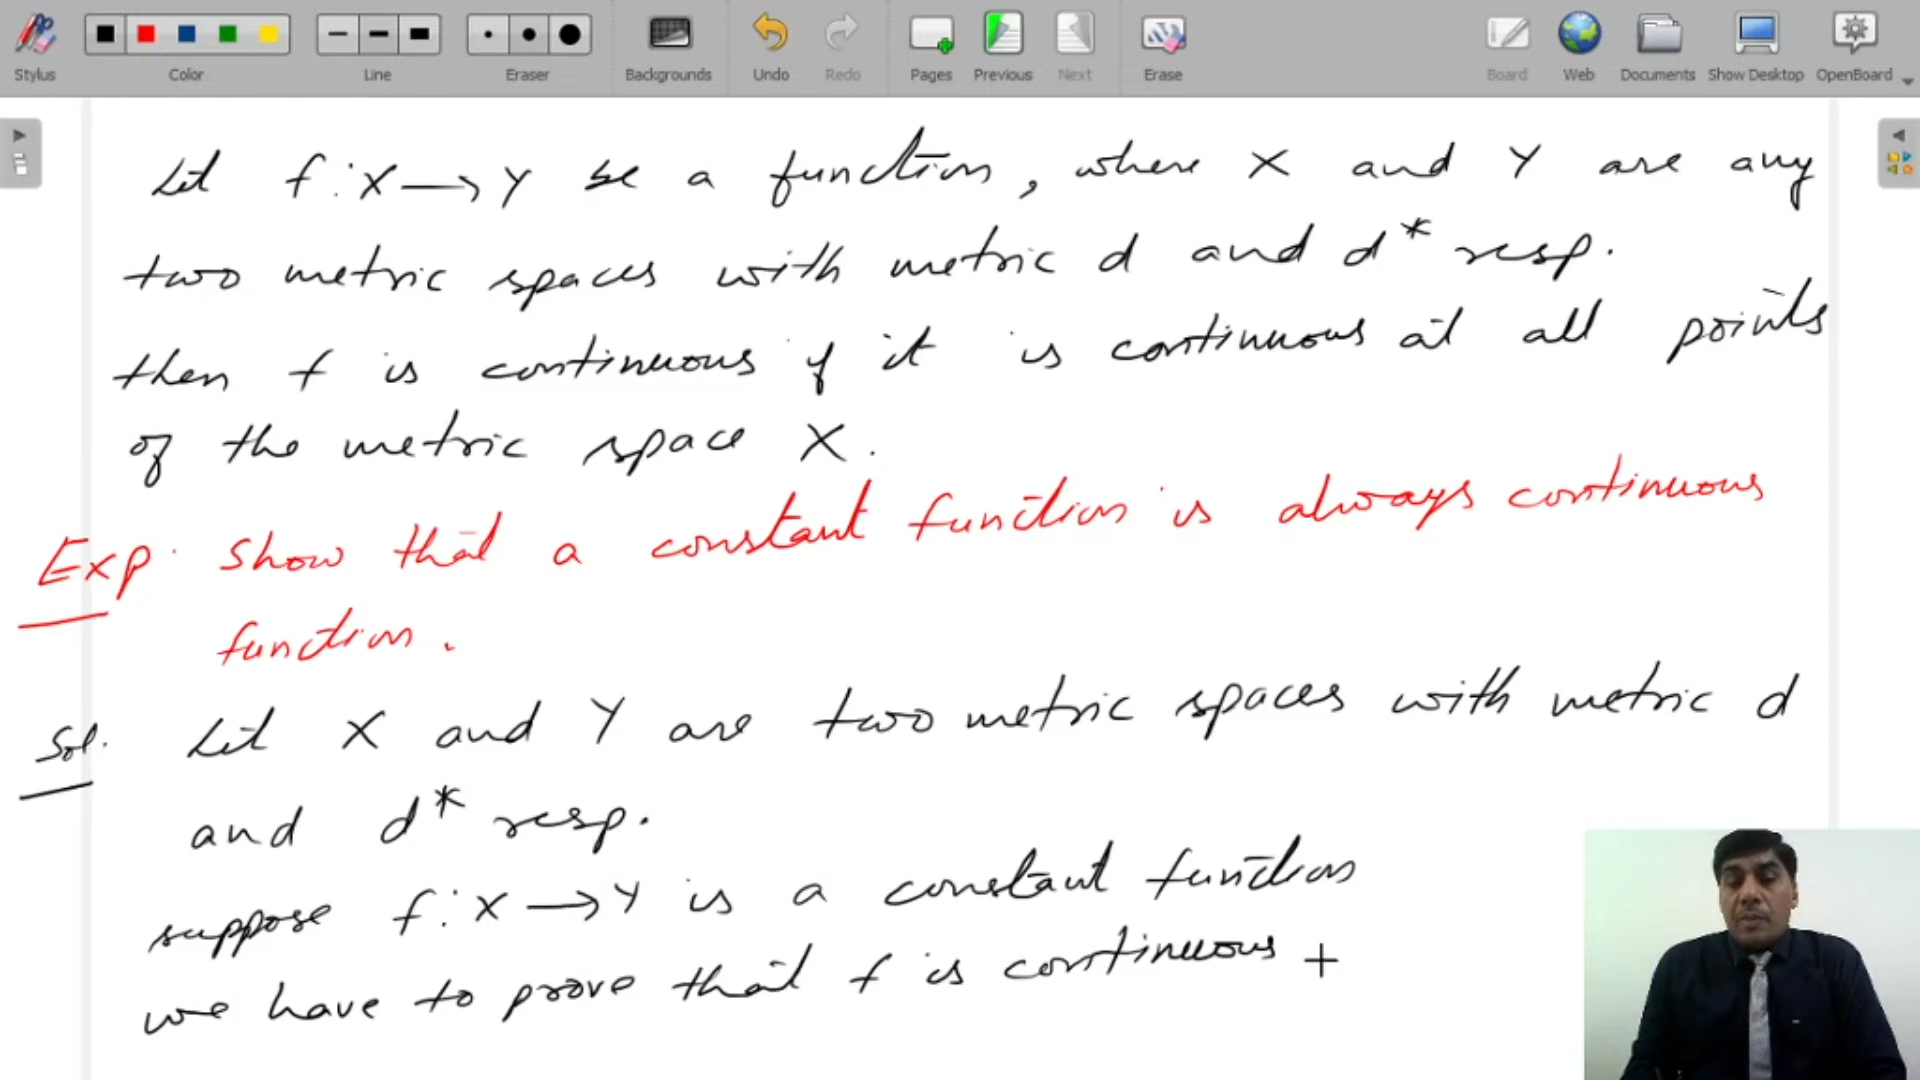 Stylus Color Line Eraser Backgrounds Undo Redo Pages Previous Next Erase Board Web Documents Show Desktop OpenBoard
Let f: X → Y be a function, where X and Y are any
two metric spaces with metric d and d* resp.
then f is continuous if it is continuous at all points
of the metric space X.
Exp. Show that a constant function is always continuous
function.
Sol. Let X and Y are two metric spaces with metric d
and d* resp.
suppose f: X → Y is a constant function
we have to prove that f is continuous +